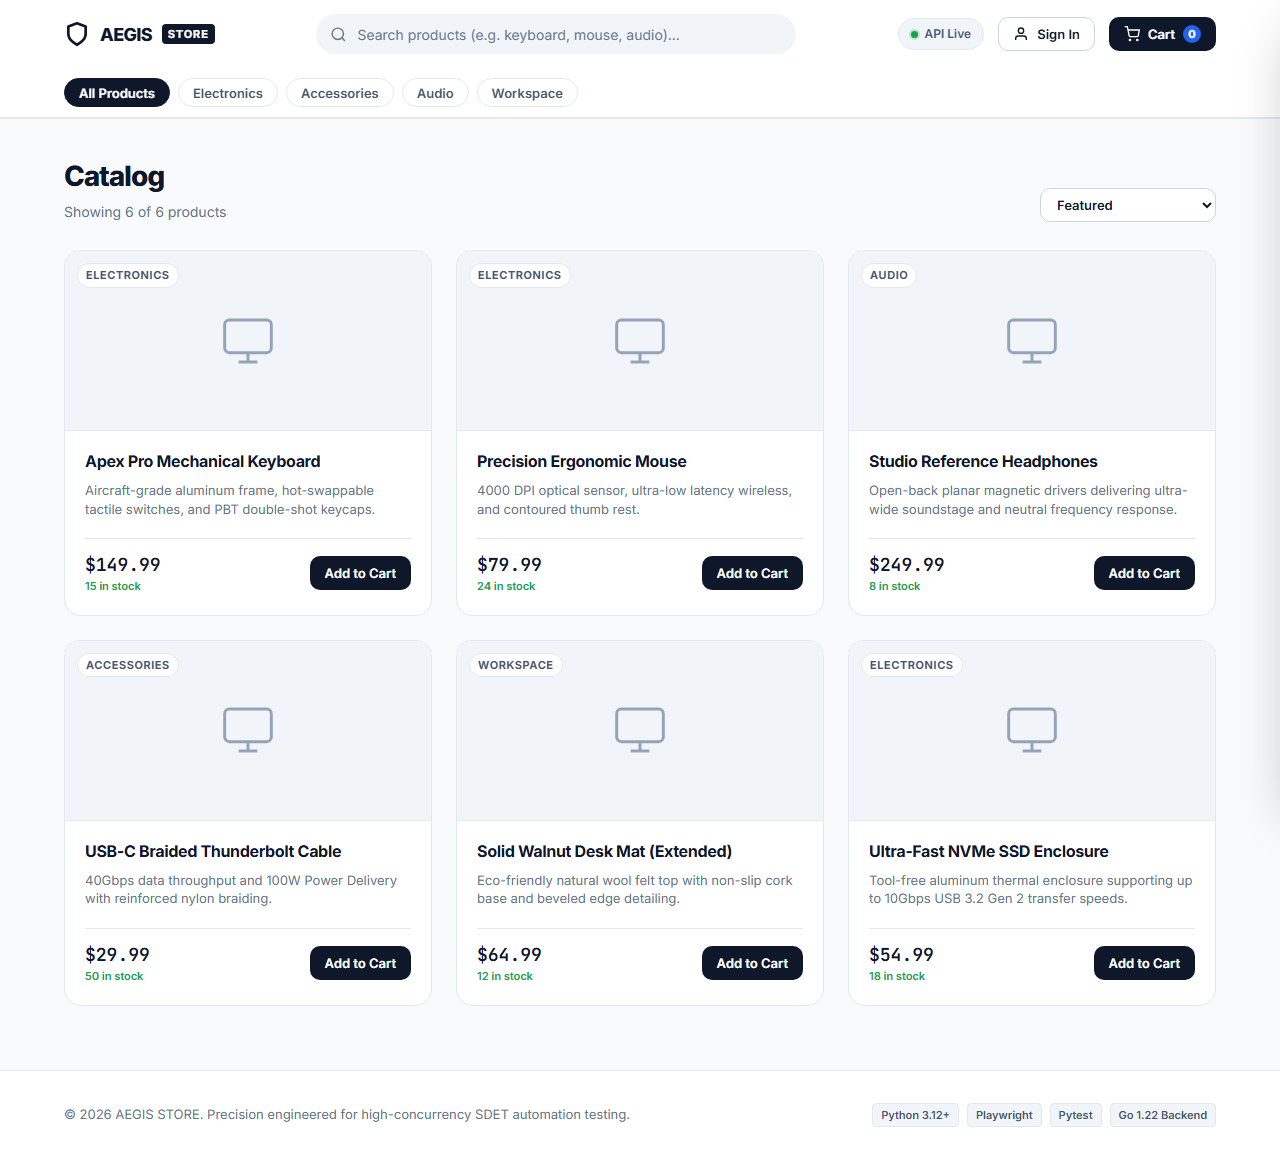 AEGIS STORE
Search products (e.g. keyboard, mouse, audio)...
API Live
Sign In
Cart 0
All Products
Electronics
Accessories
Audio
Workspace
Catalog
Showing 6 of 6 products
Featured
ELECTRONICS
Apex Pro Mechanical Keyboard
Aircraft-grade aluminum frame, hot-swappable
tactile switches, and PBT double-shot keycaps.
$149.99
15 in stock
Add to Cart
ELECTRONICS
Precision Ergonomic Mouse
4000 DPI optical sensor, ultra-low latency wireless,
and contoured thumb rest.
$79.99
24 in stock
Add to Cart
AUDIO
Studio Reference Headphones
Open-back planar magnetic drivers delivering ultra-
wide soundstage and neutral frequency response.
$249.99
8 in stock
Add to Cart
ACCESSORIES
USB-C Braided Thunderbolt Cable
40Gbps data throughput and 100W Power Delivery
with reinforced nylon braiding.
$29.99
50 in stock
Add to Cart
WORKSPACE
Solid Walnut Desk Mat (Extended)
Eco-friendly natural wool felt top with non-slip cork
base and beveled edge detailing.
$64.99
12 in stock
Add to Cart
ELECTRONICS
Ultra-Fast NVMe SSD Enclosure
Tool-free aluminum thermal enclosure supporting up
to 10Gbps USB 3.2 Gen 2 transfer speeds.
$54.99
18 in stock
Add to Cart
© 2026 AEGIS STORE. Precision engineered for high-concurrency SDET automation testing.
Python 3.12+
Playwright
Pytest
Go 1.22 Backend